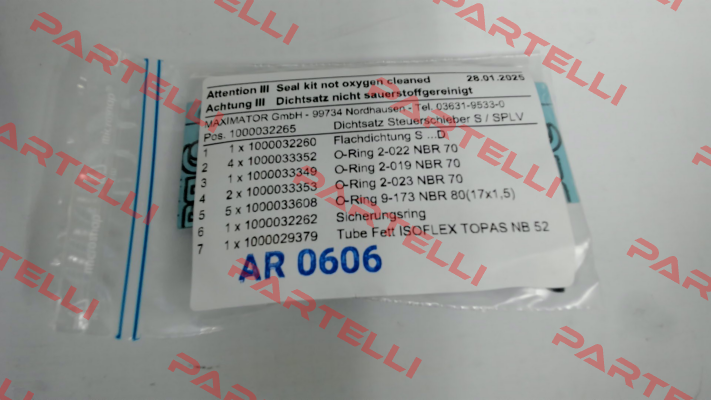 Attention !!! Seal kit not oxygen cleaned 28.01.2025
Achtung !!! Dichtsatz nicht sauerstoffgereinigt
MAXIMATOR GmbH - 99734 Nordhausen - Tel. 03631-9533-0
Pos. 1000032265 Dichtsatz Steuerschieber S / SPLV
1 1 x 1000032260 Flachdichtung S ...D
2 4 x 1000033352 O-Ring 2-022 NBR 70
3 1 x 1000033349 O-Ring 2-019 NBR 70
4 2 x 1000033353 O-Ring 2-023 NBR 70
5 5 x 1000033608 O-Ring 9-173 NBR 80(17x1,5)
6 1 x 1000032262 Sicherungsring
7 1 x 1000029379 Tube Fett ISOFLEX TOPAS NB 52
AR 0606
PARTELLI
PARTELLI
PARTELLI
PARTELLI
PARTELLI